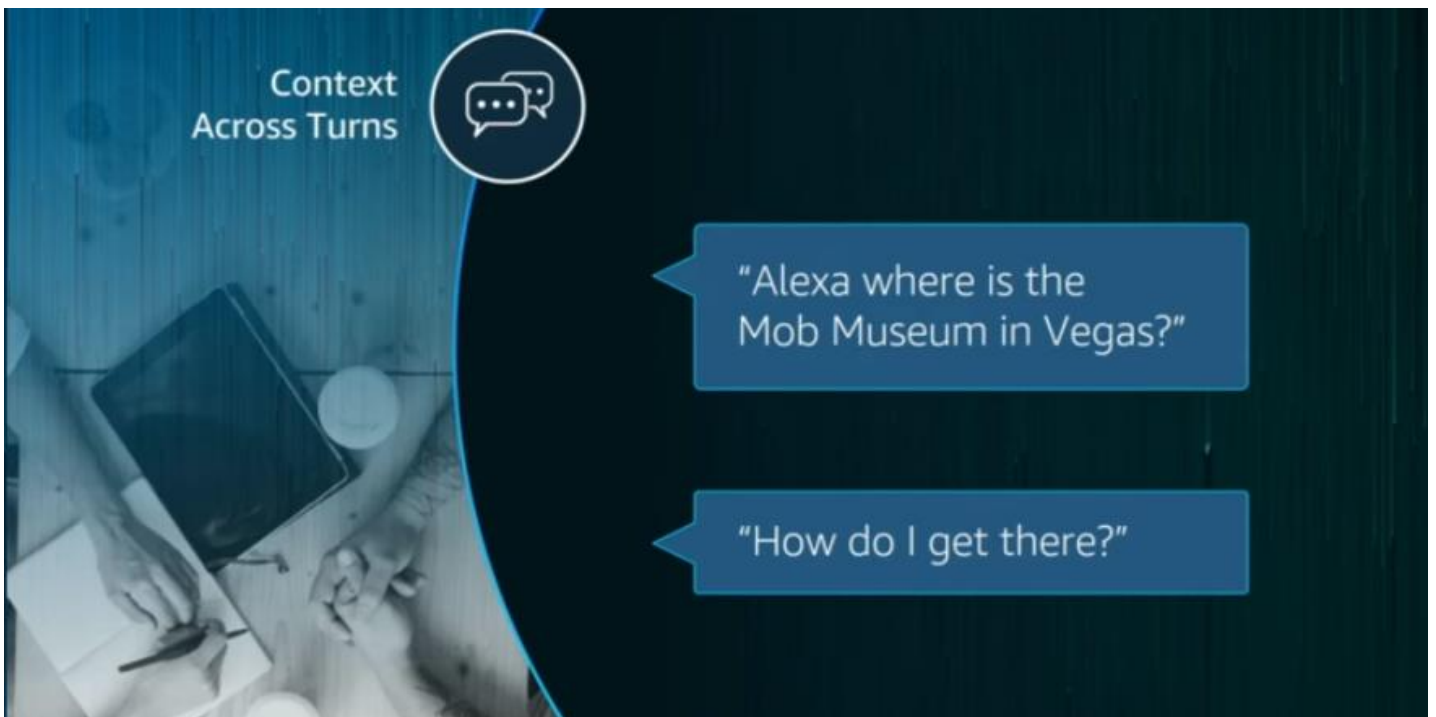 Context
Across Turns
“Alexa where is the
Mob Museum in Vegas?”
“How do I get there?”